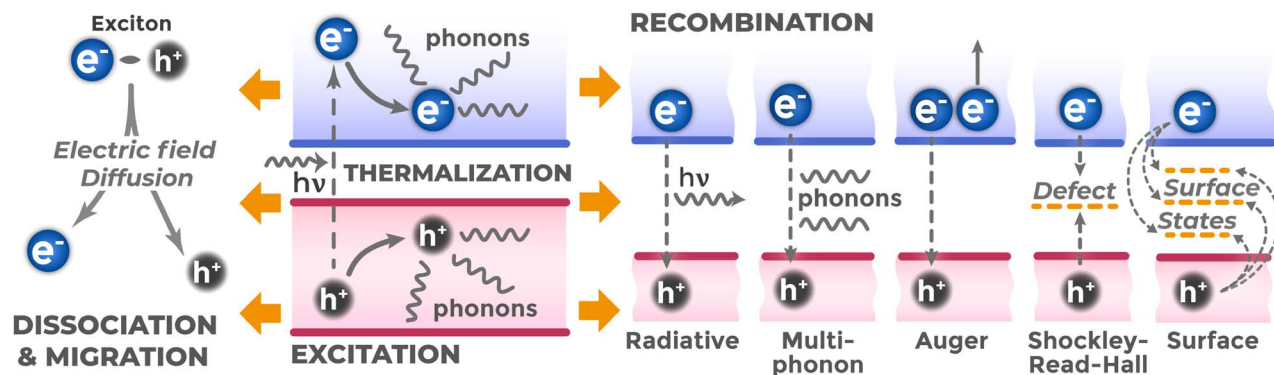 Exciton
e⁻
h⁺
Electric field
Diffusion
e⁻
h⁺
DISSOCIATION
& MIGRATION
e⁻
phonons
e⁻
hν
THERMALIZATION
h⁺
h⁺
phonons
EXCITATION
RECOMBINATION
e⁻
hν
h⁺
Radiative
e⁻
phonons
h⁺
Multi-
phonon
e⁻
e⁻
h⁺
Auger
e⁻
Defect
h⁺
Shockley-
Read-Hall
e⁻
Surface
States
h⁺
Surface